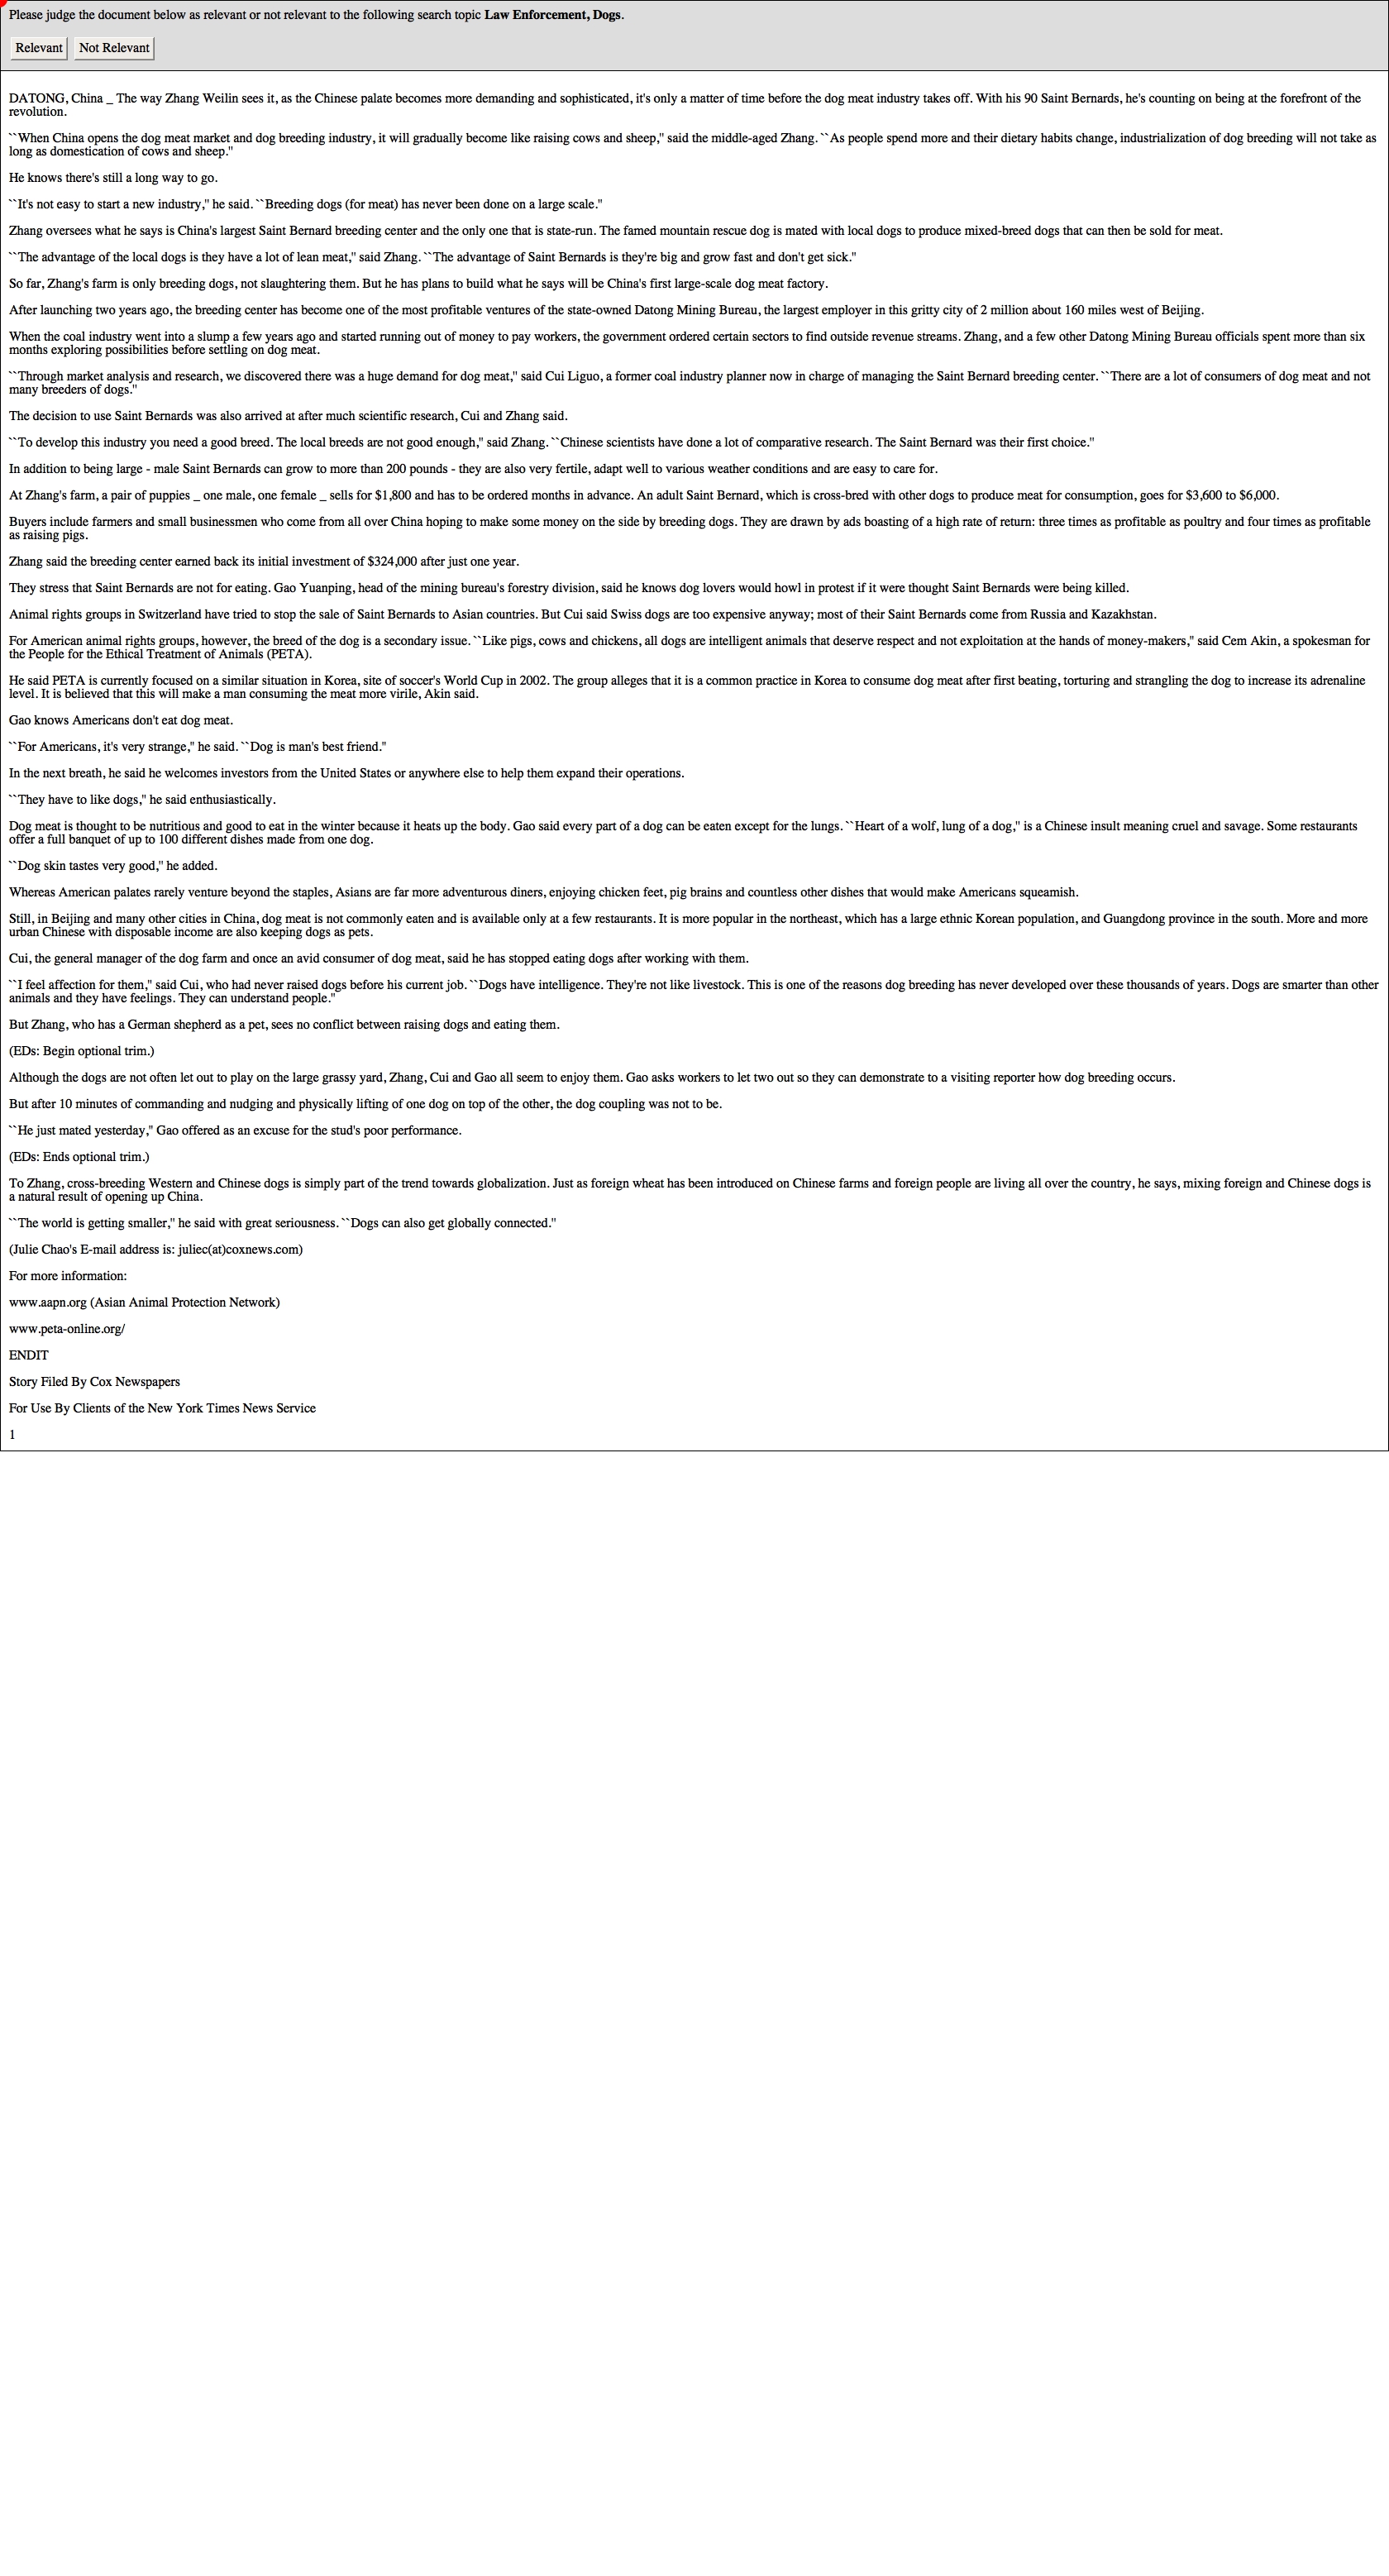 Please judge the document below as relevant or not relevant to the following search topic Law Enforcement, Dogs.
Relevant Not Relevant
DATONG, China _ The way Zhang Weilin sees it, as the Chinese palate becomes more demanding and sophisticated, it's only a matter of time before the dog meat industry takes off. With his 90 Saint Bernards, he's counting on being at the forefront of the
revolution.
``When China opens the dog meat market and dog breeding industry, it will gradually become like raising cows and sheep,'' said the middle-aged Zhang. ``As people spend more and their dietary habits change, industrialization of dog breeding will not take as
long as domestication of cows and sheep.''
He knows there's still a long way to go.
``It's not easy to start a new industry,'' he said. ``Breeding dogs (for meat) has never been done on a large scale.''
Zhang oversees what he says is China's largest Saint Bernard breeding center and the only one that is state-run. The famed mountain rescue dog is mated with local dogs to produce mixed-breed dogs that can then be sold for meat.
``The advantage of the local dogs is they have a lot of lean meat,'' said Zhang. ``The advantage of Saint Bernards is they're big and grow fast and don't get sick.''
So far, Zhang's farm is only breeding dogs, not slaughtering them. But he has plans to build what he says will be China's first large-scale dog meat factory.
After launching two years ago, the breeding center has become one of the most profitable ventures of the state-owned Datong Mining Bureau, the largest employer in this gritty city of 2 million about 160 miles west of Beijing.
When the coal industry went into a slump a few years ago and started running out of money to pay workers, the government ordered certain sectors to find outside revenue streams. Zhang, and a few other Datong Mining Bureau officials spent more than six
months exploring possibilities before settling on dog meat.
``Through market analysis and research, we discovered there was a huge demand for dog meat,'' said Cui Liguo, a former coal industry planner now in charge of managing the Saint Bernard breeding center. ``There are a lot of consumers of dog meat and not
many breeders of dogs.''
The decision to use Saint Bernards was also arrived at after much scientific research, Cui and Zhang said.
``To develop this industry you need a good breed. The local breeds are not good enough,'' said Zhang. ``Chinese scientists have done a lot of comparative research. The Saint Bernard was their first choice.''
In addition to being large - male Saint Bernards can grow to more than 200 pounds - they are also very fertile, adapt well to various weather conditions and are easy to care for.
At Zhang's farm, a pair of puppies _ one male, one female _ sells for $1,800 and has to be ordered months in advance. An adult Saint Bernard, which is cross-bred with other dogs to produce meat for consumption, goes for $3,600 to $6,000.
Buyers include farmers and small businessmen who come from all over China hoping to make some money on the side by breeding dogs. They are drawn by ads boasting of a high rate of return: three times as profitable as poultry and four times as profitable
as raising pigs.
Zhang said the breeding center earned back its initial investment of $324,000 after just one year.
They stress that Saint Bernards are not for eating. Gao Yuanping, head of the mining bureau's forestry division, said he knows dog lovers would howl in protest if it were thought Saint Bernards were being killed.
Animal rights groups in Switzerland have tried to stop the sale of Saint Bernards to Asian countries. But Cui said Swiss dogs are too expensive anyway; most of their Saint Bernards come from Russia and Kazakhstan.
For American animal rights groups, however, the breed of the dog is a secondary issue. ``Like pigs, cows and chickens, all dogs are intelligent animals that deserve respect and not exploitation at the hands of money-makers,'' said Cem Akin, a spokesman for
the People for the Ethical Treatment of Animals (PETA).
He said PETA is currently focused on a similar situation in Korea, site of soccer's World Cup in 2002. The group alleges that it is a common practice in Korea to consume dog meat after first beating, torturing and strangling the dog to increase its adrenaline
level. It is believed that this will make a man consuming the meat more virile, Akin said.
Gao knows Americans don't eat dog meat.
``For Americans, it's very strange,'' he said. ``Dog is man's best friend.''
In the next breath, he said he welcomes investors from the United States or anywhere else to help them expand their operations.
``They have to like dogs,'' he said enthusiastically.
Dog meat is thought to be nutritious and good to eat in the winter because it heats up the body. Gao said every part of a dog can be eaten except for the lungs. ``Heart of a wolf, lung of a dog,'' is a Chinese insult meaning cruel and savage. Some restaurants
offer a full banquet of up to 100 different dishes made from one dog.
``Dog skin tastes very good,'' he added.
Whereas American palates rarely venture beyond the staples, Asians are far more adventurous diners, enjoying chicken feet, pig brains and countless other dishes that would make Americans squeamish.
Still, in Beijing and many other cities in China, dog meat is not commonly eaten and is available only at a few restaurants. It is more popular in the northeast, which has a large ethnic Korean population, and Guangdong province in the south. More and more
urban Chinese with disposable income are also keeping dogs as pets.
Cui, the general manager of the dog farm and once an avid consumer of dog meat, said he has stopped eating dogs after working with them.
``I feel affection for them,'' said Cui, who had never raised dogs before his current job. ``Dogs have intelligence. They're not like livestock. This is one of the reasons dog breeding has never developed over these thousands of years. Dogs are smarter than other
animals and they have feelings. They can understand people.''
But Zhang, who has a German shepherd as a pet, sees no conflict between raising dogs and eating them.
(EDs: Begin optional trim.)
Although the dogs are not often let out to play on the large grassy yard, Zhang, Cui and Gao all seem to enjoy them. Gao asks workers to let two out so they can demonstrate to a visiting reporter how dog breeding occurs.
But after 10 minutes of commanding and nudging and physically lifting of one dog on top of the other, the dog coupling was not to be.
``He just mated yesterday,'' Gao offered as an excuse for the stud's poor performance.
(EDs: Ends optional trim.)
To Zhang, cross-breeding Western and Chinese dogs is simply part of the trend towards globalization. Just as foreign wheat has been introduced on Chinese farms and foreign people are living all over the country, he says, mixing foreign and Chinese dogs is
a natural result of opening up China.
``The world is getting smaller,'' he said with great seriousness. ``Dogs can also get globally connected.''
(Julie Chao's E-mail address is: juliec(at)coxnews.com)
For more information:
www.aapn.org (Asian Animal Protection Network)
www.peta-online.org/
ENDIT
Story Filed By Cox Newspapers
For Use By Clients of the New York Times News Service
1